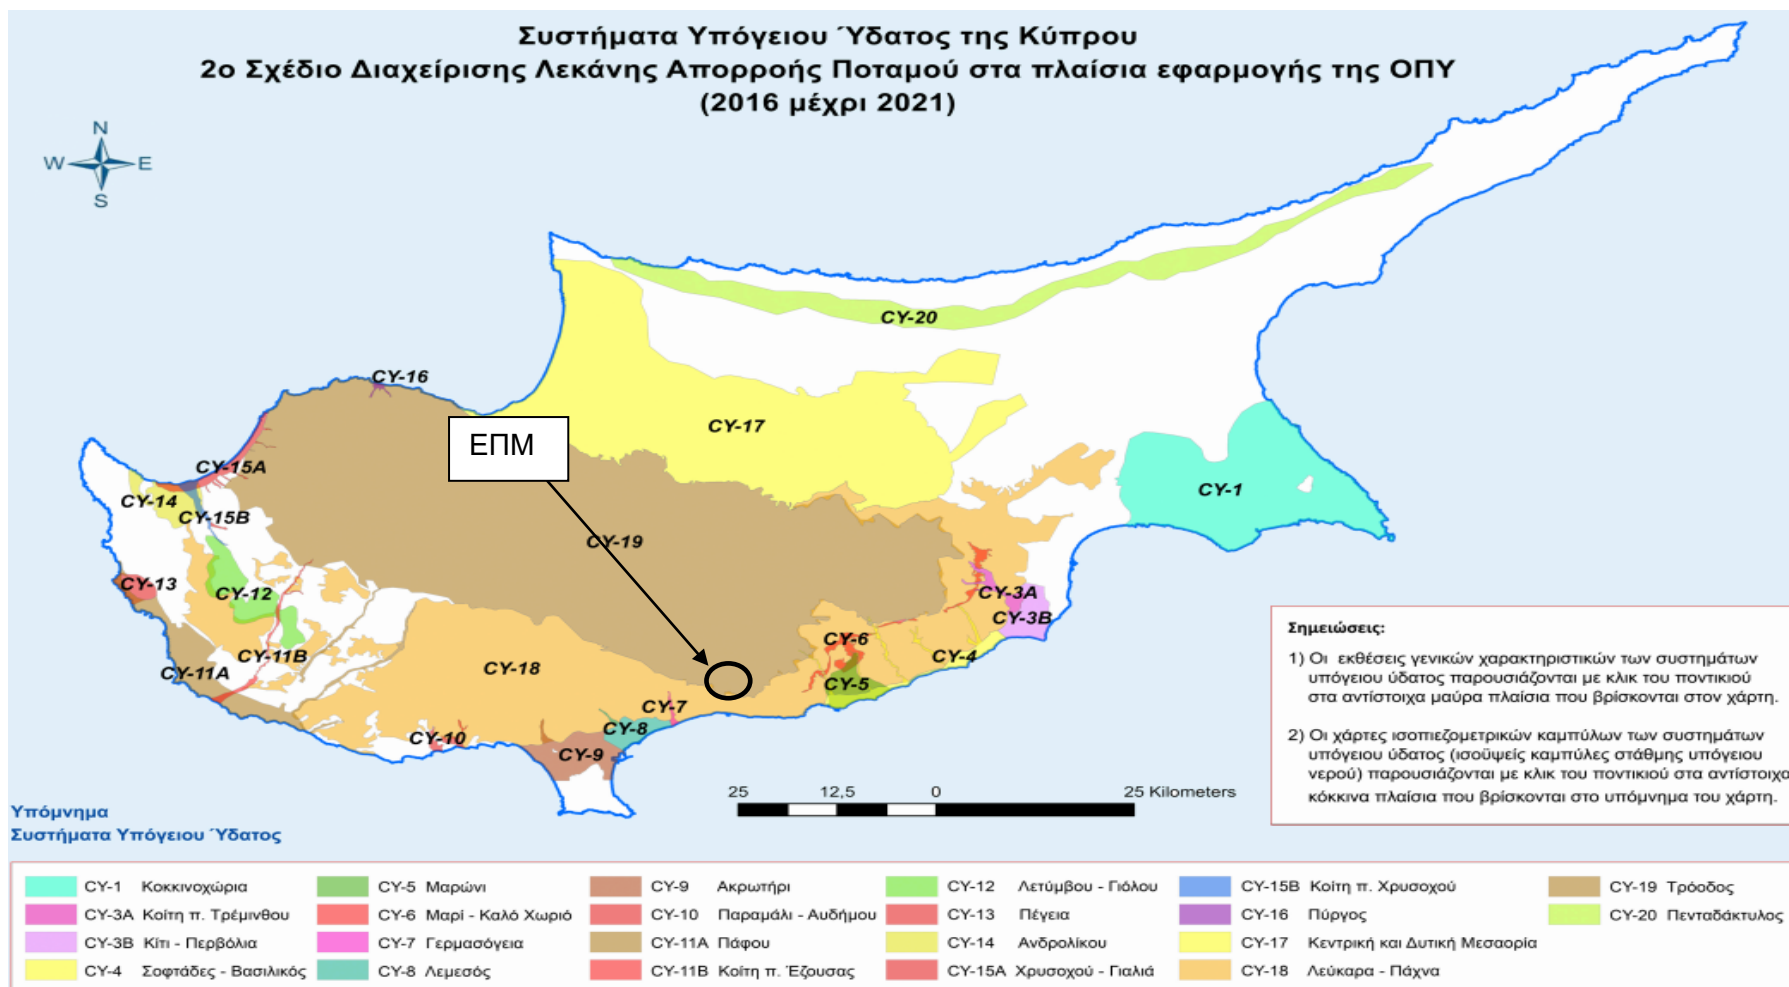 Συστήματα Υπόγειου Ύδατος της Κύπρου
2ο Σχέδιο Διαχείρισης Λεκάνης Απορροής Ποταμού στα πλαίσια εφαρμογής της ΟΠΥ
(2016 μέχρι 2021)
N
W E
S
CY-20
CY-16
ΕΠΜ
CY-17
CY-15A
CY-14
CY-15B
CY-1
CY-19
CY-13
CY-12
CY-3A
CY-3B
CY-6
CY-11B
CY-4
CY-11A
CY-18
CY-5
CY-7
CY-8
CY-10
CY-9
25 12,5 0 25 Kilometers
Σημειώσεις:
1) Οι εκθέσεις γενικών χαρακτηριστικών των συστημάτων
υπόγειου ύδατος παρουσιάζονται με κλικ του ποντικιού
στα αντίστοιχα μαύρα πλαίσια που βρίσκονται στον χάρτη.
2) Οι χάρτες ισοπιεζομετρικών καμπύλων των συστημάτων
υπόγειου ύδατος (ισοϋψείς καμπύλες στάθμης υπόγειου
νερού) παρουσιάζονται με κλικ του ποντικιού στα αντίστοιχα
κόκκινα πλαίσια που βρίσκονται στο υπόμνημα του χάρτη.
Υπόμνημα
Συστήματα Υπόγειου Ύδατος
CY-1 Κοκκινοχώρια
CY-3A Κοίτη π. Τρέμινθου
CY-3B Κίτι - Περβόλια
CY-4 Σοφτάδες - Βασιλικός
CY-5 Μαρώνι
CY-6 Μαρί - Καλό Χωριό
CY-7 Γερμασόγεια
CY-8 Λεμεσός
CY-9 Ακρωτήρι
CY-10 Παραμάλι - Αυδήμου
CY-11A Πάφου
CY-11B Κοίτη π. Έζουσας
CY-12 Λετύμβου - Γιόλου
CY-13 Πέγεια
CY-14 Ανδρολίκου
CY-15A Χρυσοχού - Γιαλιά
CY-15B Κοίτη π. Χρυσοχού
CY-16 Πύργος
CY-17 Κεντρική και Δυτική Μεσαορία
CY-18 Λεύκαρα - Πάχνα
CY-19 Τρόοδος
CY-20 Πενταδάκτυλος